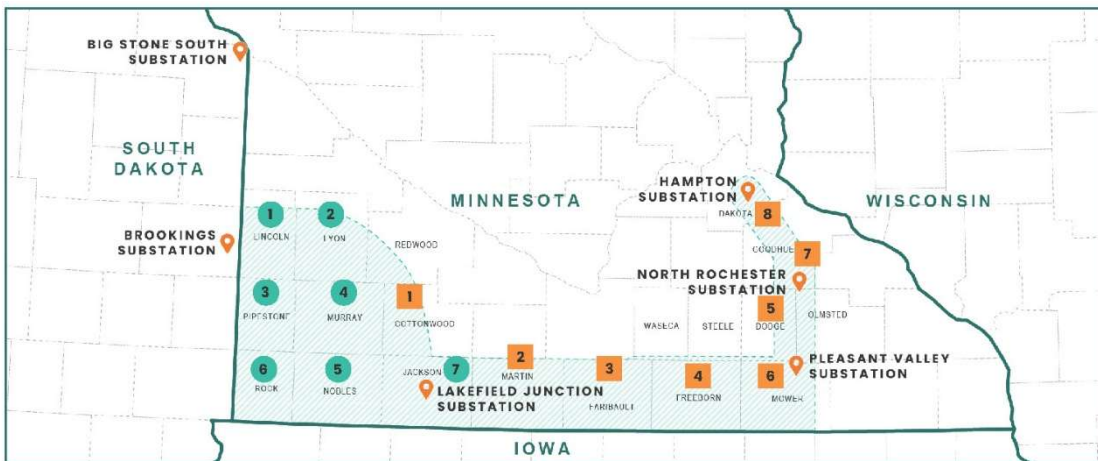 BIG STONE SOUTH
SUBSTATION
SOUTH
DAKOTA
MINNESOTA
WISCONSIN
HAMPTON
SUBSTATION
DAKOTA
8
1
2
LINCOLN
LYON
REDWOOD
BROOKINGS
SUBSTATION
GOODHUE
7
NORTH ROCHESTER
SUBSTATION
3
4
1
PIPESTONE
MURRAY
COTTONWOOD
5
WASECA
STEELE
DODGE
OLMSTED
6
5
7
2
3
4
6
PLEASANT VALLEY
SUBSTATION
ROCK
NOBLES
JACKSON
MARTIN
FARIBAULT
FREEBORN
MOWER
LAKEFIELD JUNCTION
SUBSTATION
IOWA